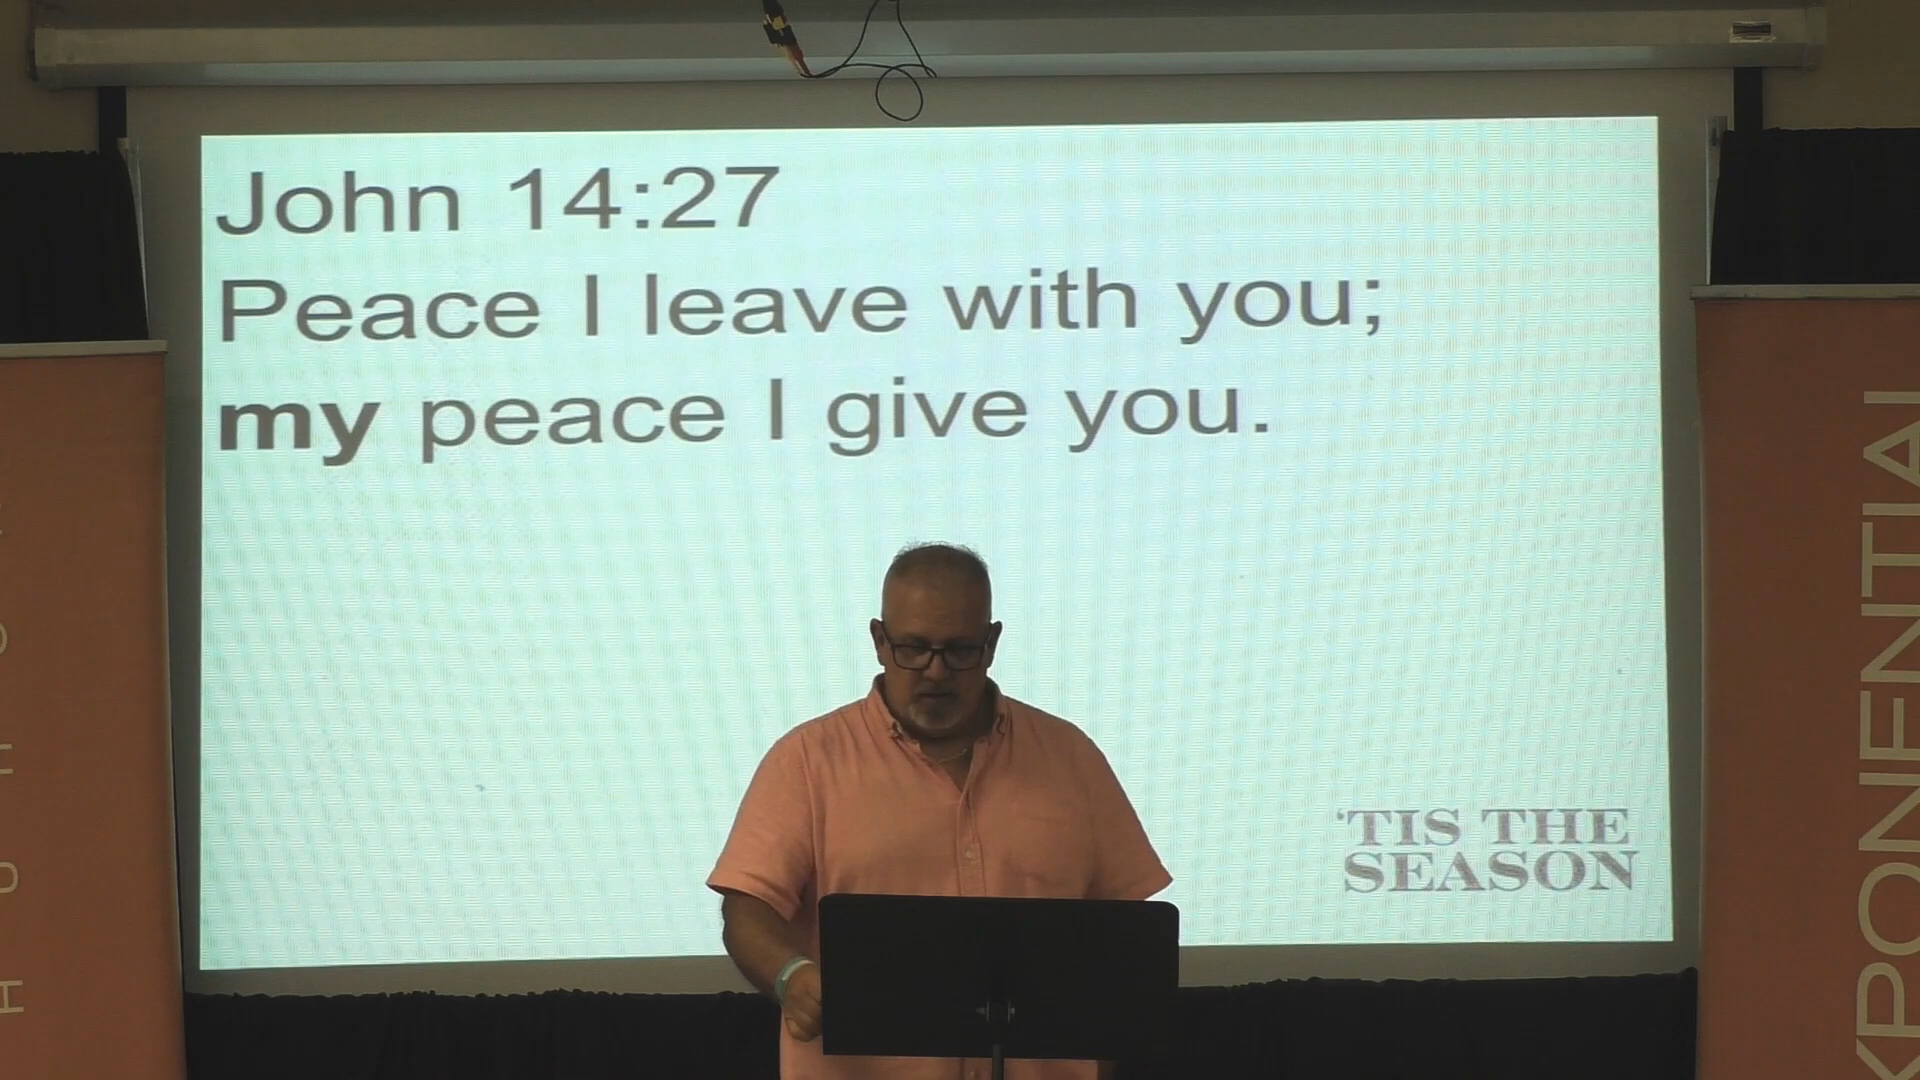 John 14:27
Peace I leave with you;
my peace I give you.
‘TIS THE
SEASON
XPONENTIAL